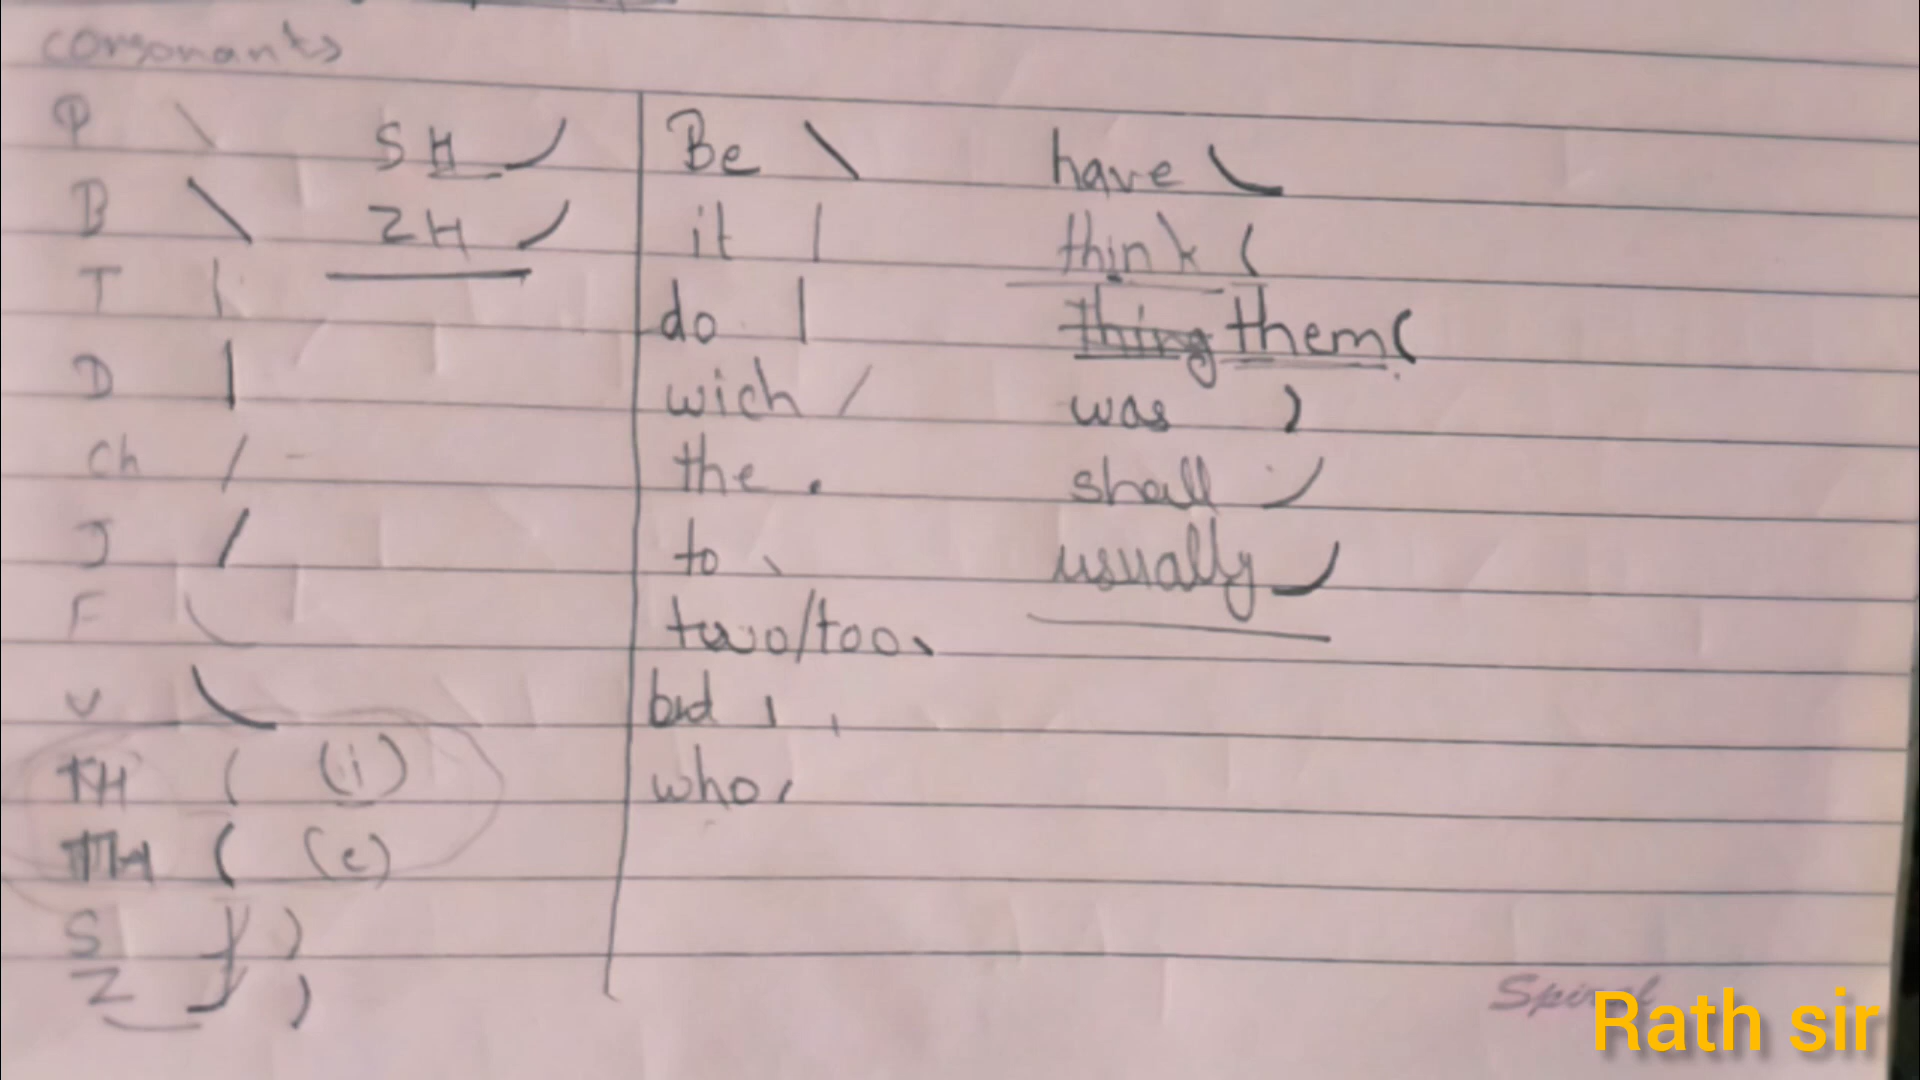 consonants
P \
B \
T |
D |
Ch / -
J /
F
V
TH ( (i)
TH ( (e)
S )
Z )
SH
ZH
Be \
it |
do |
wich /
the .
to
two/too
who
have
think (
thing them (
was )
shall
usually
Spiral
Rath sir